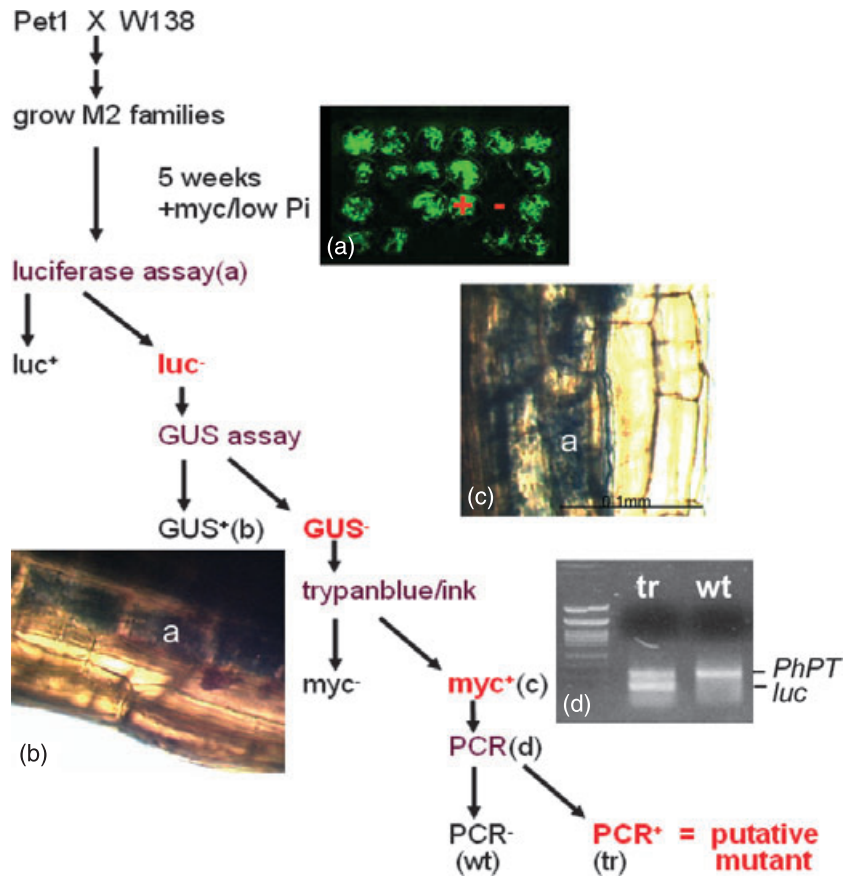 Pet1 X W138
grow M2 families
5 weeks
+myc/low Pi
+ -
(a)
luciferase assay(a)
luc⁺
luc⁻
GUS assay
a
(c)
0.1mm
GUS⁺(b)
GUS⁻
trypanblue/ink
a
(b)
tr wt
PhPT
luc
(d)
myc⁻
myc⁺(c)
PCR(d)
PCR⁻
(wt)
PCR⁺ = putative
(tr) mutant